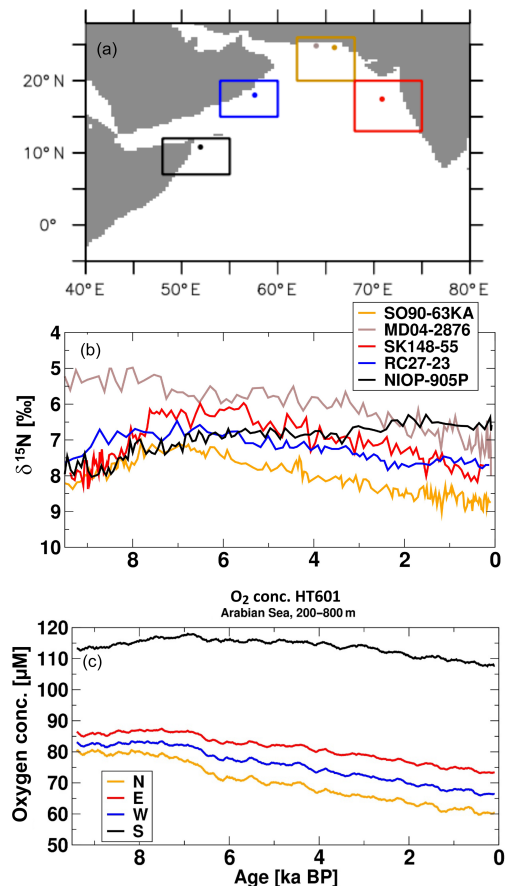 (a)
20° N
10° N
0°
40° E 50° E 60° E 70° E 80° E
SO90-63KA
MD04-2876
SK148-55
RC27-23
NIOP-905P
(b)
4
5
6
7
8
9
10
δ 15N [‰]
8 6 4 2 0
O2 conc. HT601
Arabian Sea, 200–800 m
(c)
120
110
100
90
80
70
60
50
Oxygen conc. [µM]
N
E
W
S
8 6 4 2 0
Age [ka BP]